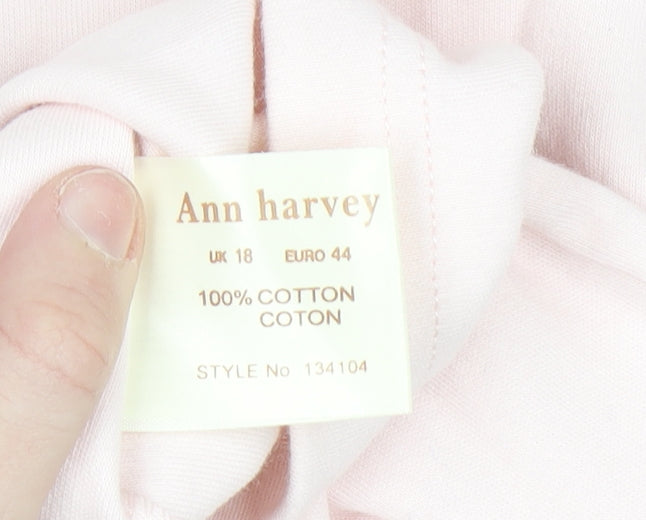 Ann harvey
UK 18 EURO 44
100% COTTON
COTON
STYLE No 134104